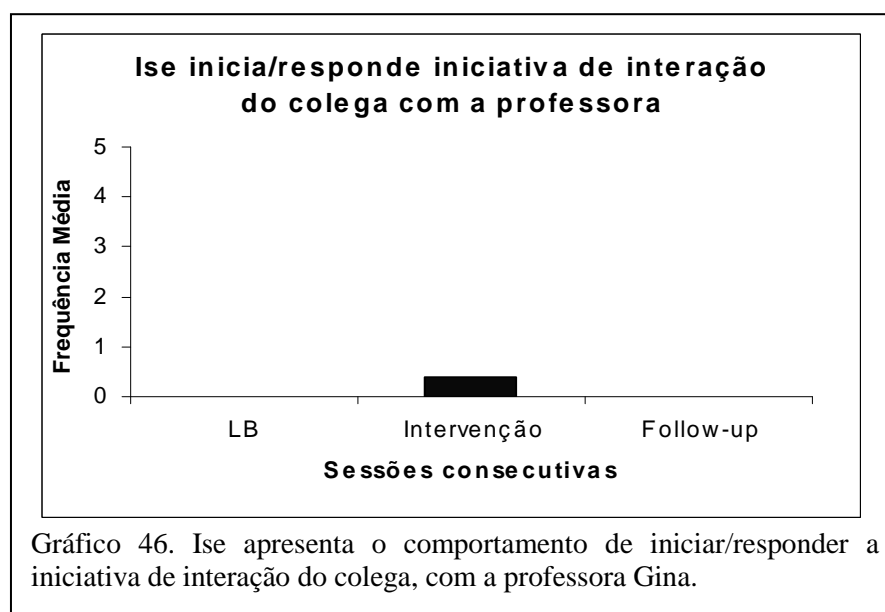 Ise inicia/responde iniciativa de interação
do colega com a professora
Frequência Média
5
4
3
2
1
0
LB Intervenção Follow-up
Sessões consecutivas
Gráfico 46. Ise apresenta o comportamento de iniciar/responder a
iniciativa de interação do colega, com a professora Gina.